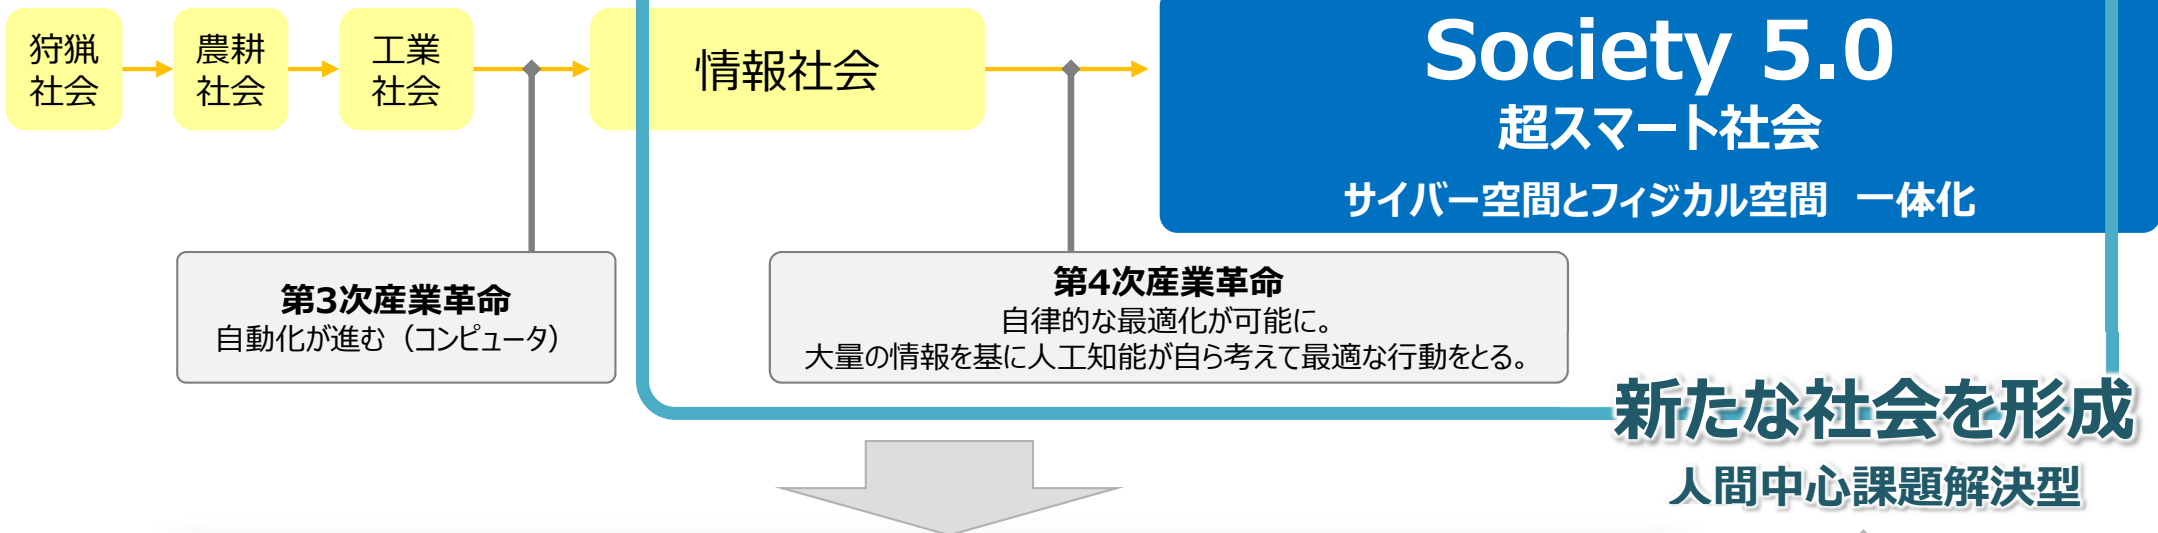 狩猟
社会
農耕
社会
工業
社会
情報社会
Society 5.0
超スマート社会
サイバー空間とフィジカル空間　一体化
第3次産業革命
自動化が進む（コンピュータ）
第4次産業革命
自律的な最適化が可能に。
大量の情報を基に人工知能が自ら考えて最適な行動をとる。
新たな社会を形成
人間中心課題解決型